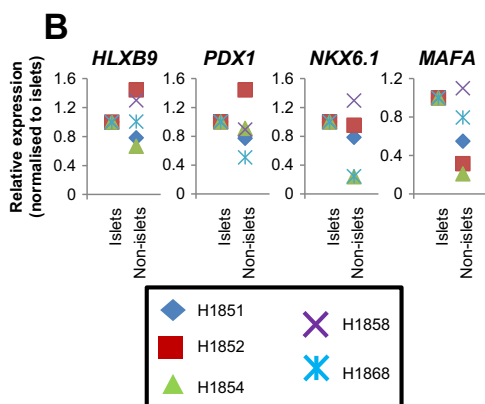 B
HLXB9 PDX1 NKX6.1 MAFA
Relative expression
(normalised to islets)
1.6 1.6 1.6 1.2
1.2 1.2 1.2
0.8 0.8 0.8 0.8
0.4 0.4 0.4 0.4
0 0 0 0
Islets Non-islets Islets Non-islets Islets Non-islets Islets Non-islets
H1851 H1858
H1852
H1868
H1854